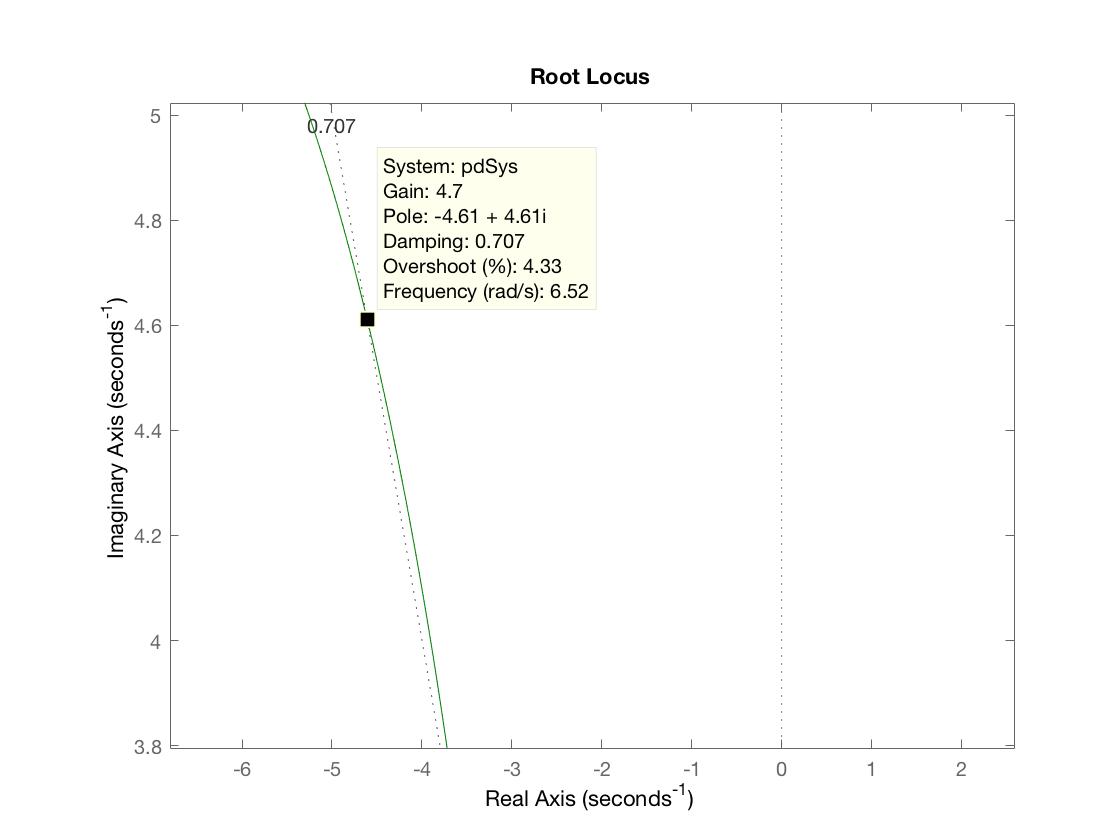 Root Locus
0.707
System: pdSys
Gain: 4.7
Pole: -4.61 + 4.61i
Damping: 0.707
Overshoot (%): 4.33
Frequency (rad/s): 6.52
Imaginary Axis (seconds⁻¹)
5
4.8
4.6
4.4
4.2
4
3.8
-6 -5 -4 -3 -2 -1 0 1 2
Real Axis (seconds⁻¹)